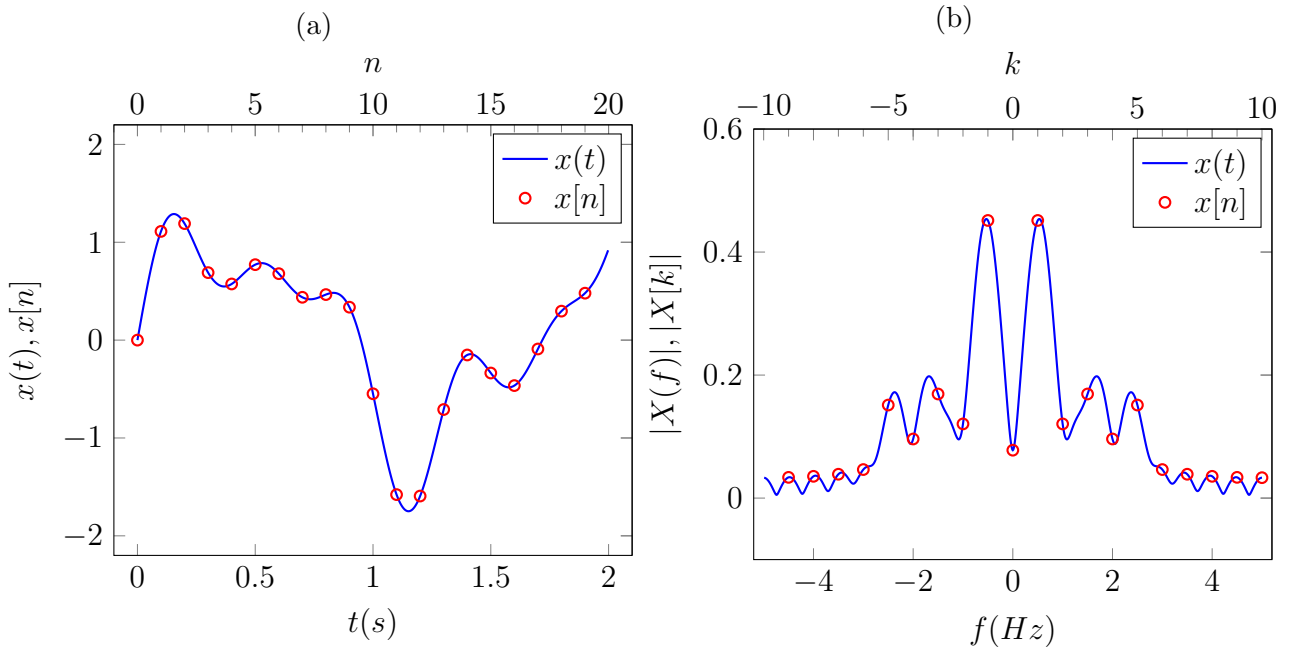 (a)
n
0 5 10 15 20
x(t)
x[n]
2
1
0
−1
−2
x(t), x[n]
0 0.5 1 1.5 2
t(s)
(b)
k
−10 −5 0 5 10
x(t)
x[n]
0.6
0.4
0.2
0
|X(f)|, |X[k]|
−4 −2 0 2 4
f(Hz)